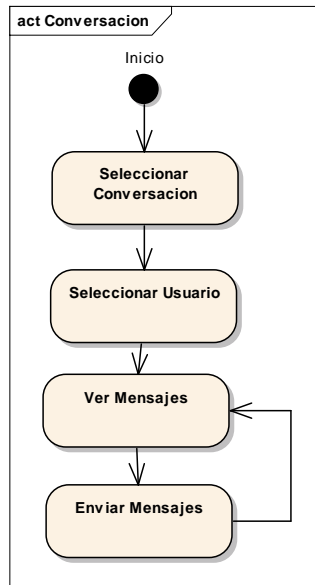 act Conversacion
Inicio
Seleccionar
Conversacion
Seleccionar Usuario
Ver Mensajes
Enviar Mensajes